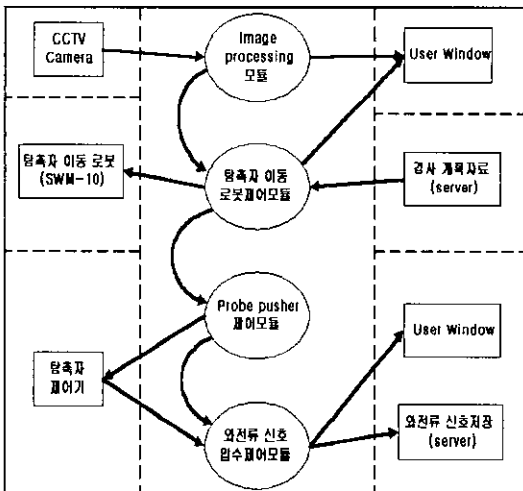 CCTV
Camera
Image
processing
모듈
User Window
탐촉자 이동 로봇
(SWM-10)
탐촉자 이동
로봇제어모듈
검사 계획자료
(server)
Probe pusher
제어모듈
User Window
탐촉자
제어기
와전류 신호
압수제어모듈
와전류 신호저장
(server)